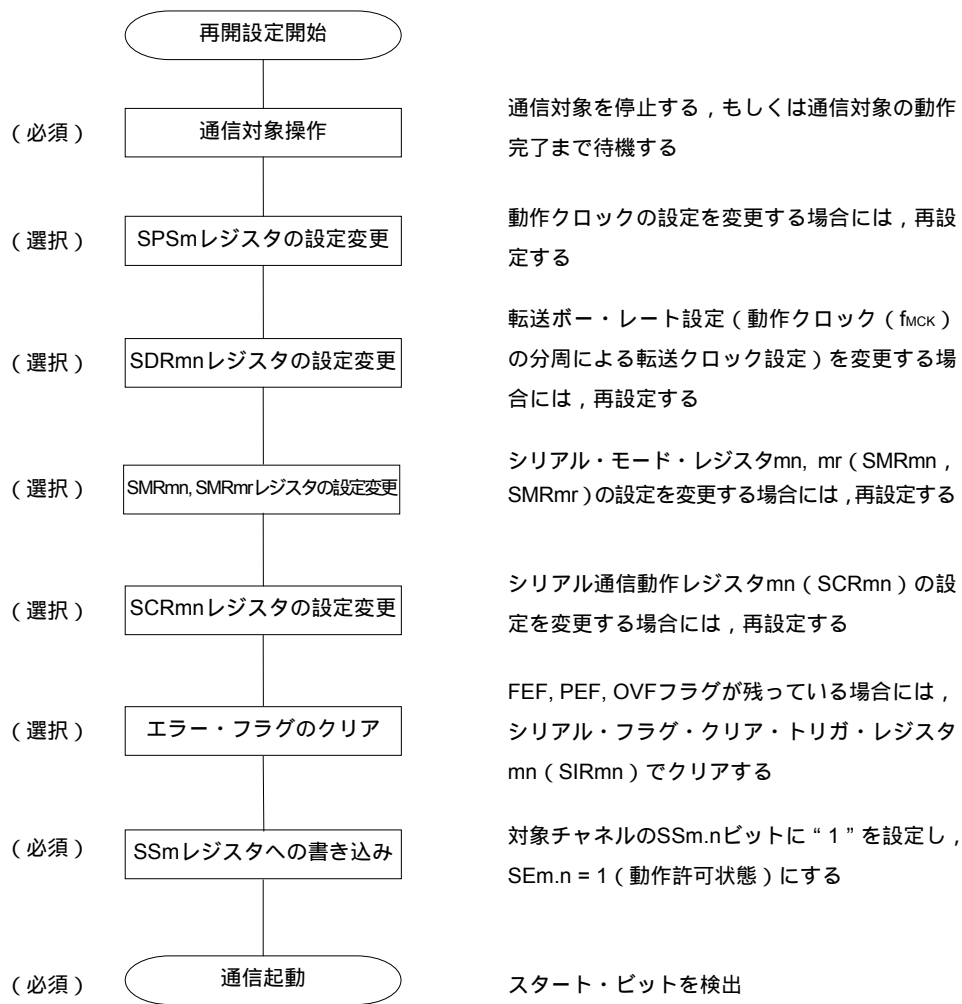 再開設定開始
（必須）
通信対象操作
通信対象を停止する，もしくは通信対象の動作
完了まで待機する
（選択）
SPSmレジスタの設定変更
動作クロックの設定を変更する場合には，再設
定する
（選択）
SDRmnレジスタの設定変更
転送ボー・レート設定（動作クロック（fMCK）
の分周による転送クロック設定）を変更する場
合には，再設定する
（選択）
SMRmn, SMRmrレジスタの設定変更
シリアル・モード・レジスタmn, mr（SMRmn，
SMRmr）の設定を変更する場合には，再設定する
（選択）
SCRmnレジスタの設定変更
シリアル通信動作レジスタmn（SCRmn）の設
定を変更する場合には，再設定する
（選択）
エラー・フラグのクリア
FEF, PEF, OVFフラグが残っている場合には，
シリアル・フラグ・クリア・トリガ・レジスタ
mn（SIRmn）でクリアする
（必須）
SSmレジスタへの書き込み
対象チャネルのSSm.nビットに“1”を設定し，
SEm.n = 1（動作許可状態）にする
（必須）
通信起動
スタート・ビットを検出